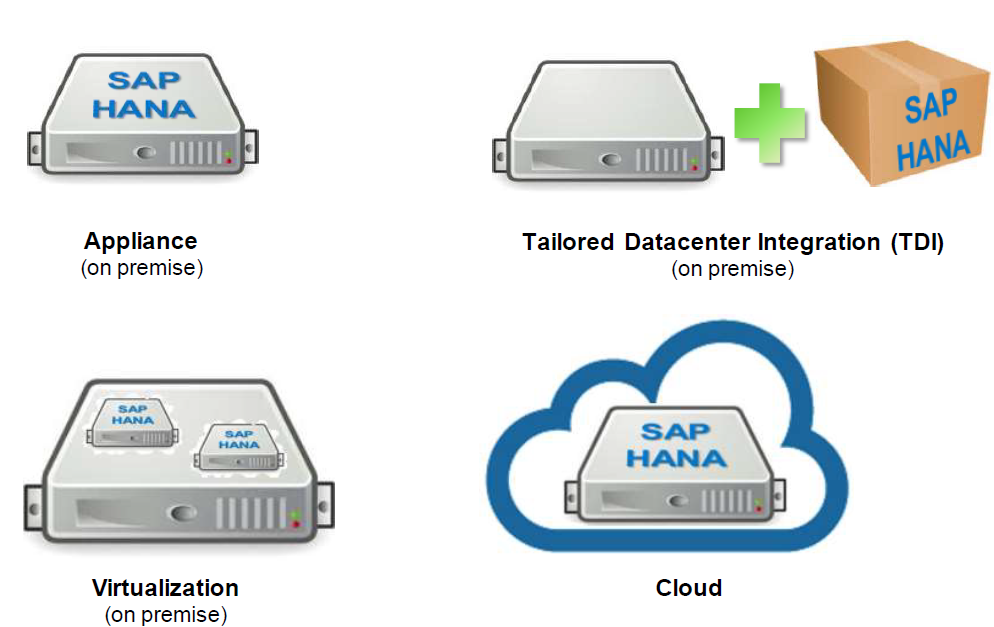 SAP
HANA
SAP
HANA
Appliance
(on premise)
Tailored Datacenter Integration (TDI)
(on premise)
SAP
HANA
SAP
HANA
SAP
HANA
Virtualization
(on premise)
Cloud